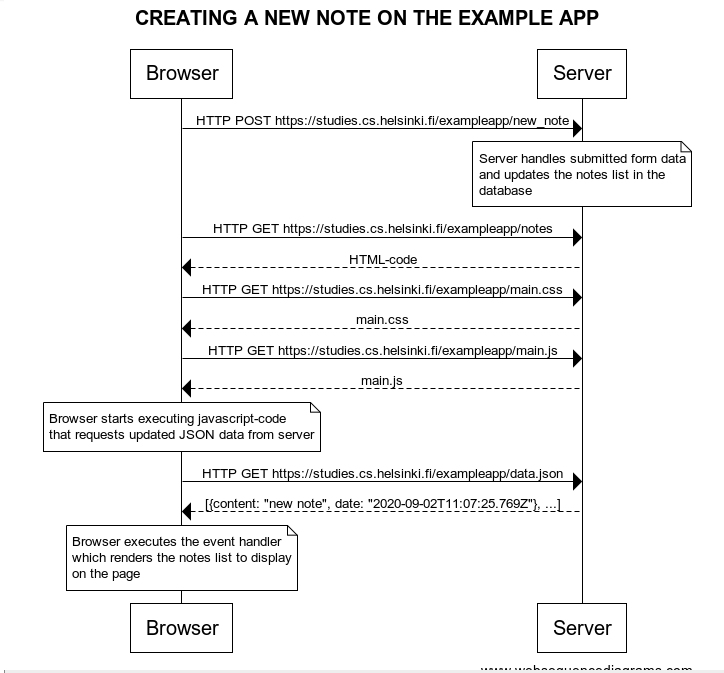 CREATING A NEW NOTE ON THE EXAMPLE APP
Browser
Server
HTTP POST https://studies.cs.helsinki.fi/exampleapp/new_note
Server handles submitted form data
and updates the notes list in the
database
HTTP GET https://studies.cs.helsinki.fi/exampleapp/notes
HTML-code
HTTP GET https://studies.cs.helsinki.fi/exampleapp/main.css
main.css
HTTP GET https://studies.cs.helsinki.fi/exampleapp/main.js
main.js
Browser starts executing javascript-code
that requests updated JSON data from server
HTTP GET https://studies.cs.helsinki.fi/exampleapp/data.json
[{content: "new note", date: "2020-09-02T11:07:25.769Z"}, ...]
Browser executes the event handler
which renders the notes list to display
on the page
Browser
Server
www.websequencediagrams.com